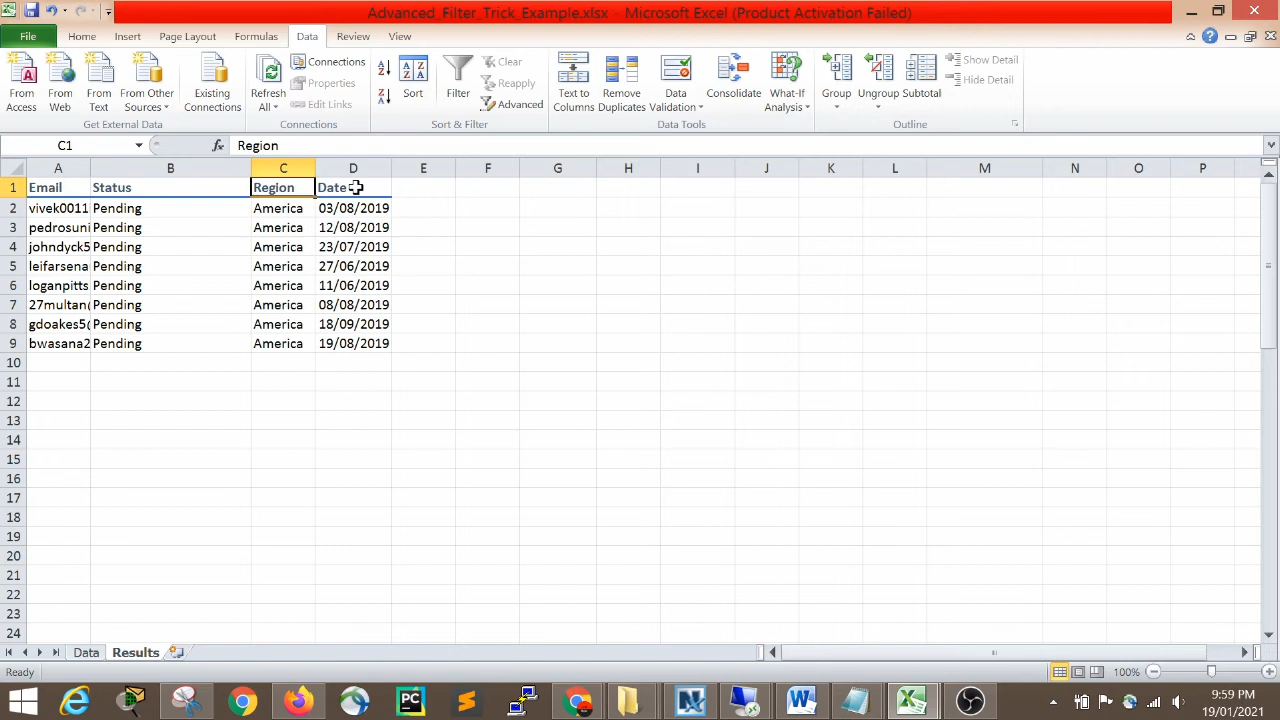 Advanced_Filter_Trick_Example.xlsx - Microsoft Excel (Product Activation Failed)
File Home Insert Page Layout Formulas Data Review View
From Access
From Web
From Text
From Other Sources
Existing Connections
Get External Data
Refresh All
Connections
Properties
Edit Links
Connections
Sort
Filter
Clear
Reapply
Advanced
Sort & Filter
Text to Columns
Remove Duplicates
Data Validation
Consolidate
What-If Analysis
Data Tools
Group
Ungroup
Subtotal
Show Detail
Hide Detail
Outline
C1 fx Region
A B C D E F G H I J K L M N O P
1 Email Status Region Date
2 vivek0011 Pending America 03/08/2019
3 pedrosuni Pending America 12/08/2019
4 johndyck5 Pending America 23/07/2019
5 leifarsena Pending America 27/06/2019
6 loganpitts Pending America 11/06/2019
7 27multan( Pending America 08/08/2019
8 gdoakes5( Pending America 18/09/2019
9 bwasana2 Pending America 19/08/2019
10
11
12
13
14
15
16
17
18
19
20
21
22
23
24
Data Results
Ready 100%
PC
9:59 PM
19/01/2021